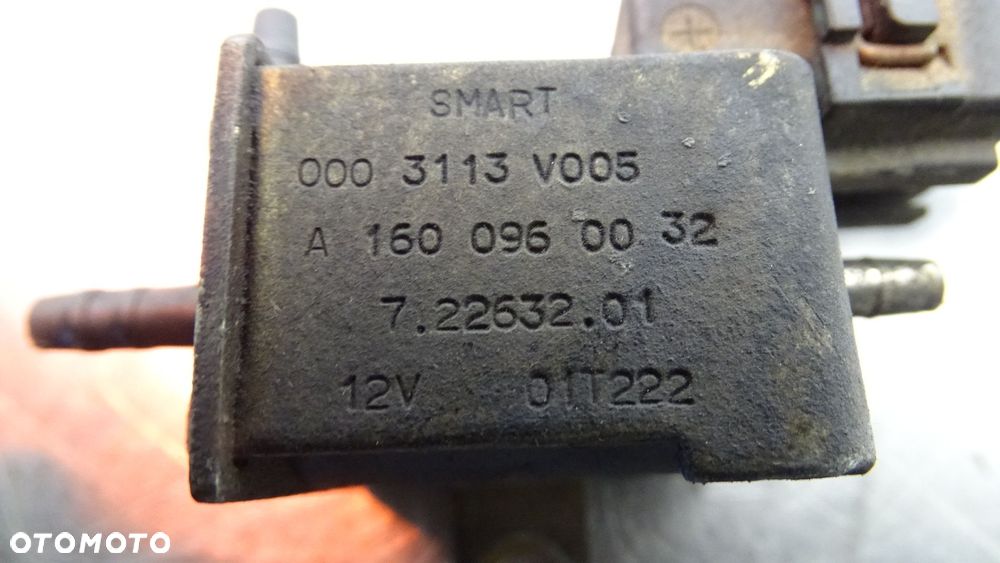 SMART
000 3113 V005
A 160 096 00 32
7.22632.01
12V 01T222
OTOMOTO